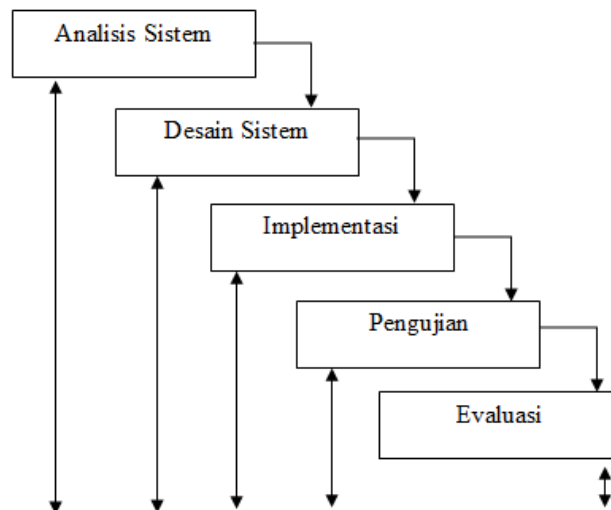 Analisis Sistem
Desain Sistem
Implementasi
Pengujian
Evaluasi